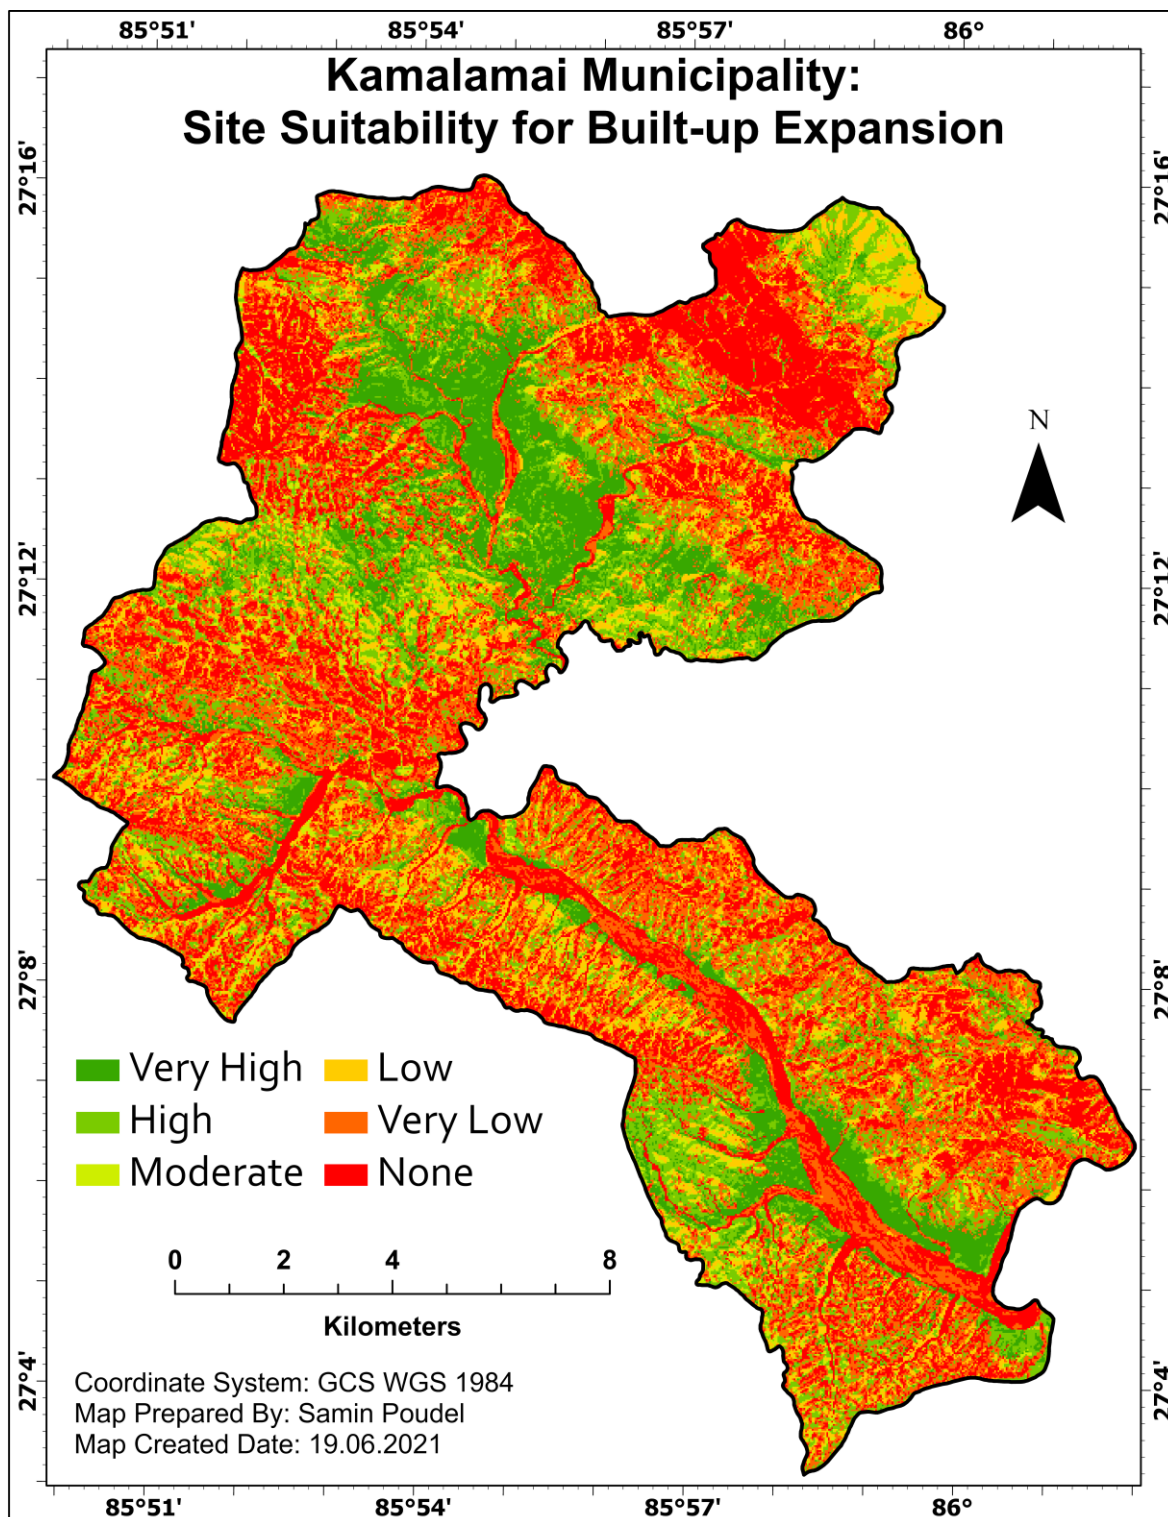 85°51' 85°54' 85°57' 86°
Kamalamai Municipality:
Site Suitability for Built-up Expansion
27°16' 27°16'
N
27°12' 27°12'
27°8' 27°8'
Very High Low
High Very Low
Moderate None
0 2 4 8
Kilometers
27°4' 27°4'
Coordinate System: GCS WGS 1984
Map Prepared By: Samin Poudel
Map Created Date: 19.06.2021
85°51' 85°54' 85°57' 86°